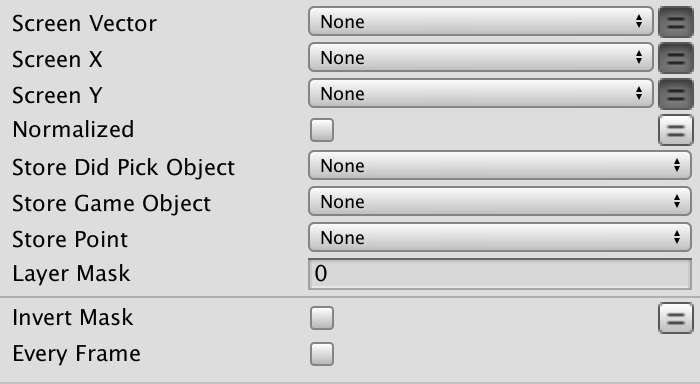 Screen Vector None
Screen X None
Screen Y None
Normalized
Store Did Pick Object None
Store Game Object None
Store Point None
Layer Mask 0
Invert Mask
Every Frame